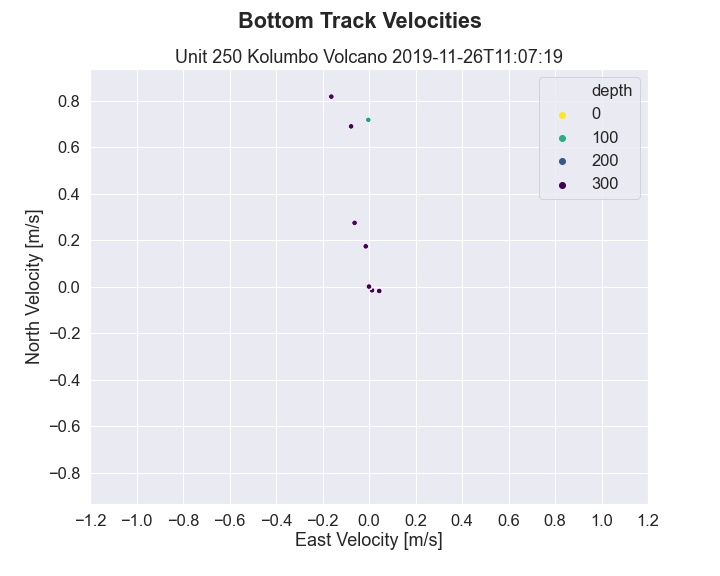 Bottom Track Velocities
Unit 250 Kolumbo Volcano 2019-11-26T11:07:19
depth
0
100
200
300
North Velocity [m/s]
0.8
0.6
0.4
0.2
0.0
−0.2
−0.4
−0.6
−0.8
−1.2 −1.0 −0.8 −0.6 −0.4 −0.2 0.0 0.2 0.4 0.6 0.8 1.0 1.2
East Velocity [m/s]